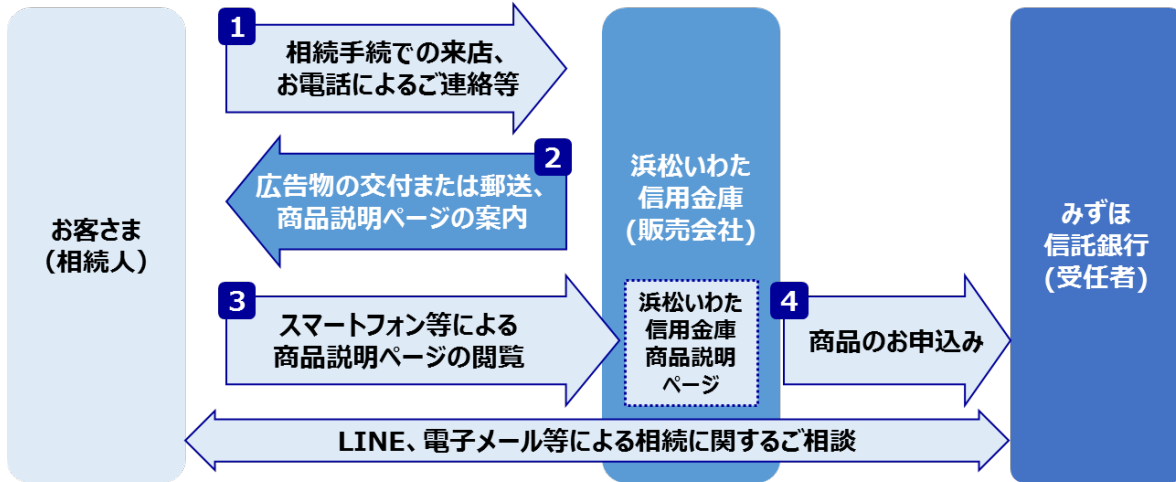 お客さま
(相続人)
1
相続手続での来店、
お電話によるご連絡等
2
広告物の交付または郵送、
商品説明ページの案内
3
スマートフォン等による
商品説明ページの閲覧
浜松いわた
信用金庫
(販売会社)
浜松いわた
信用金庫
商品説明
ページ
4
商品のお申込み
みずほ
信託銀行
(受任者)
LINE、電子メール等による相続に関するご相談